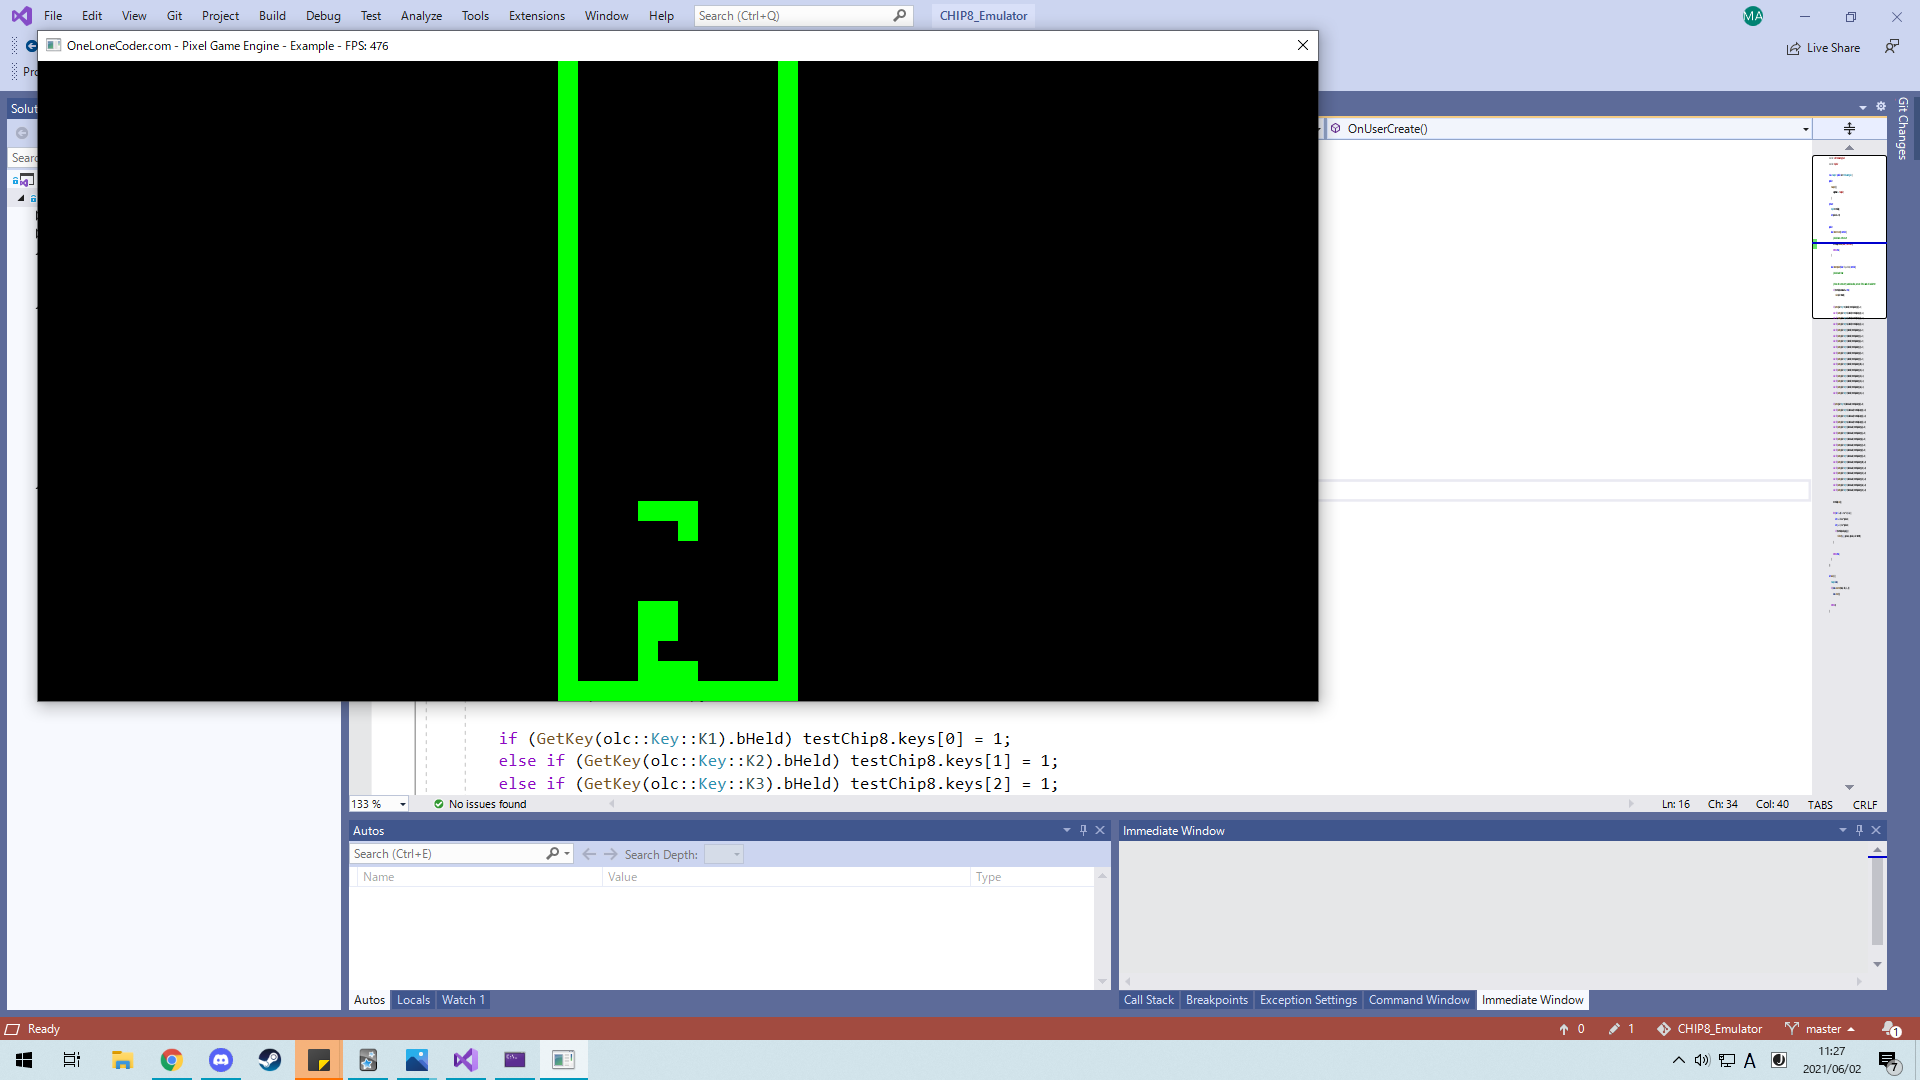 File Edit View Git Project Build Debug Test Analyze Tools Extensions Window Help Search (Ctrl+Q) CHIP8_Emulator MA
OneLoneCoder.com - Pixel Game Engine - Example - FPS: 476
Live Share
Solut
OnUserCreate()
Git Changes
Searc
if (GetKey(olc::Key::K1).bHeld) testChip8.keys[0] = 1;
else if (GetKey(olc::Key::K2).bHeld) testChip8.keys[1] = 1;
else if (GetKey(olc::Key::K3).bHeld) testChip8.keys[2] = 1;
133 % No issues found Ln: 16 Ch: 34 Col: 40 TABS CRLF
Autos
Immediate Window
Search (Ctrl+E) Search Depth:
Name Value Type
Autos Locals Watch 1
Call Stack Breakpoints Exception Settings Command Window Immediate Window
Ready 0 1 CHIP8_Emulator master 1
A 11:27
2021/06/02 7